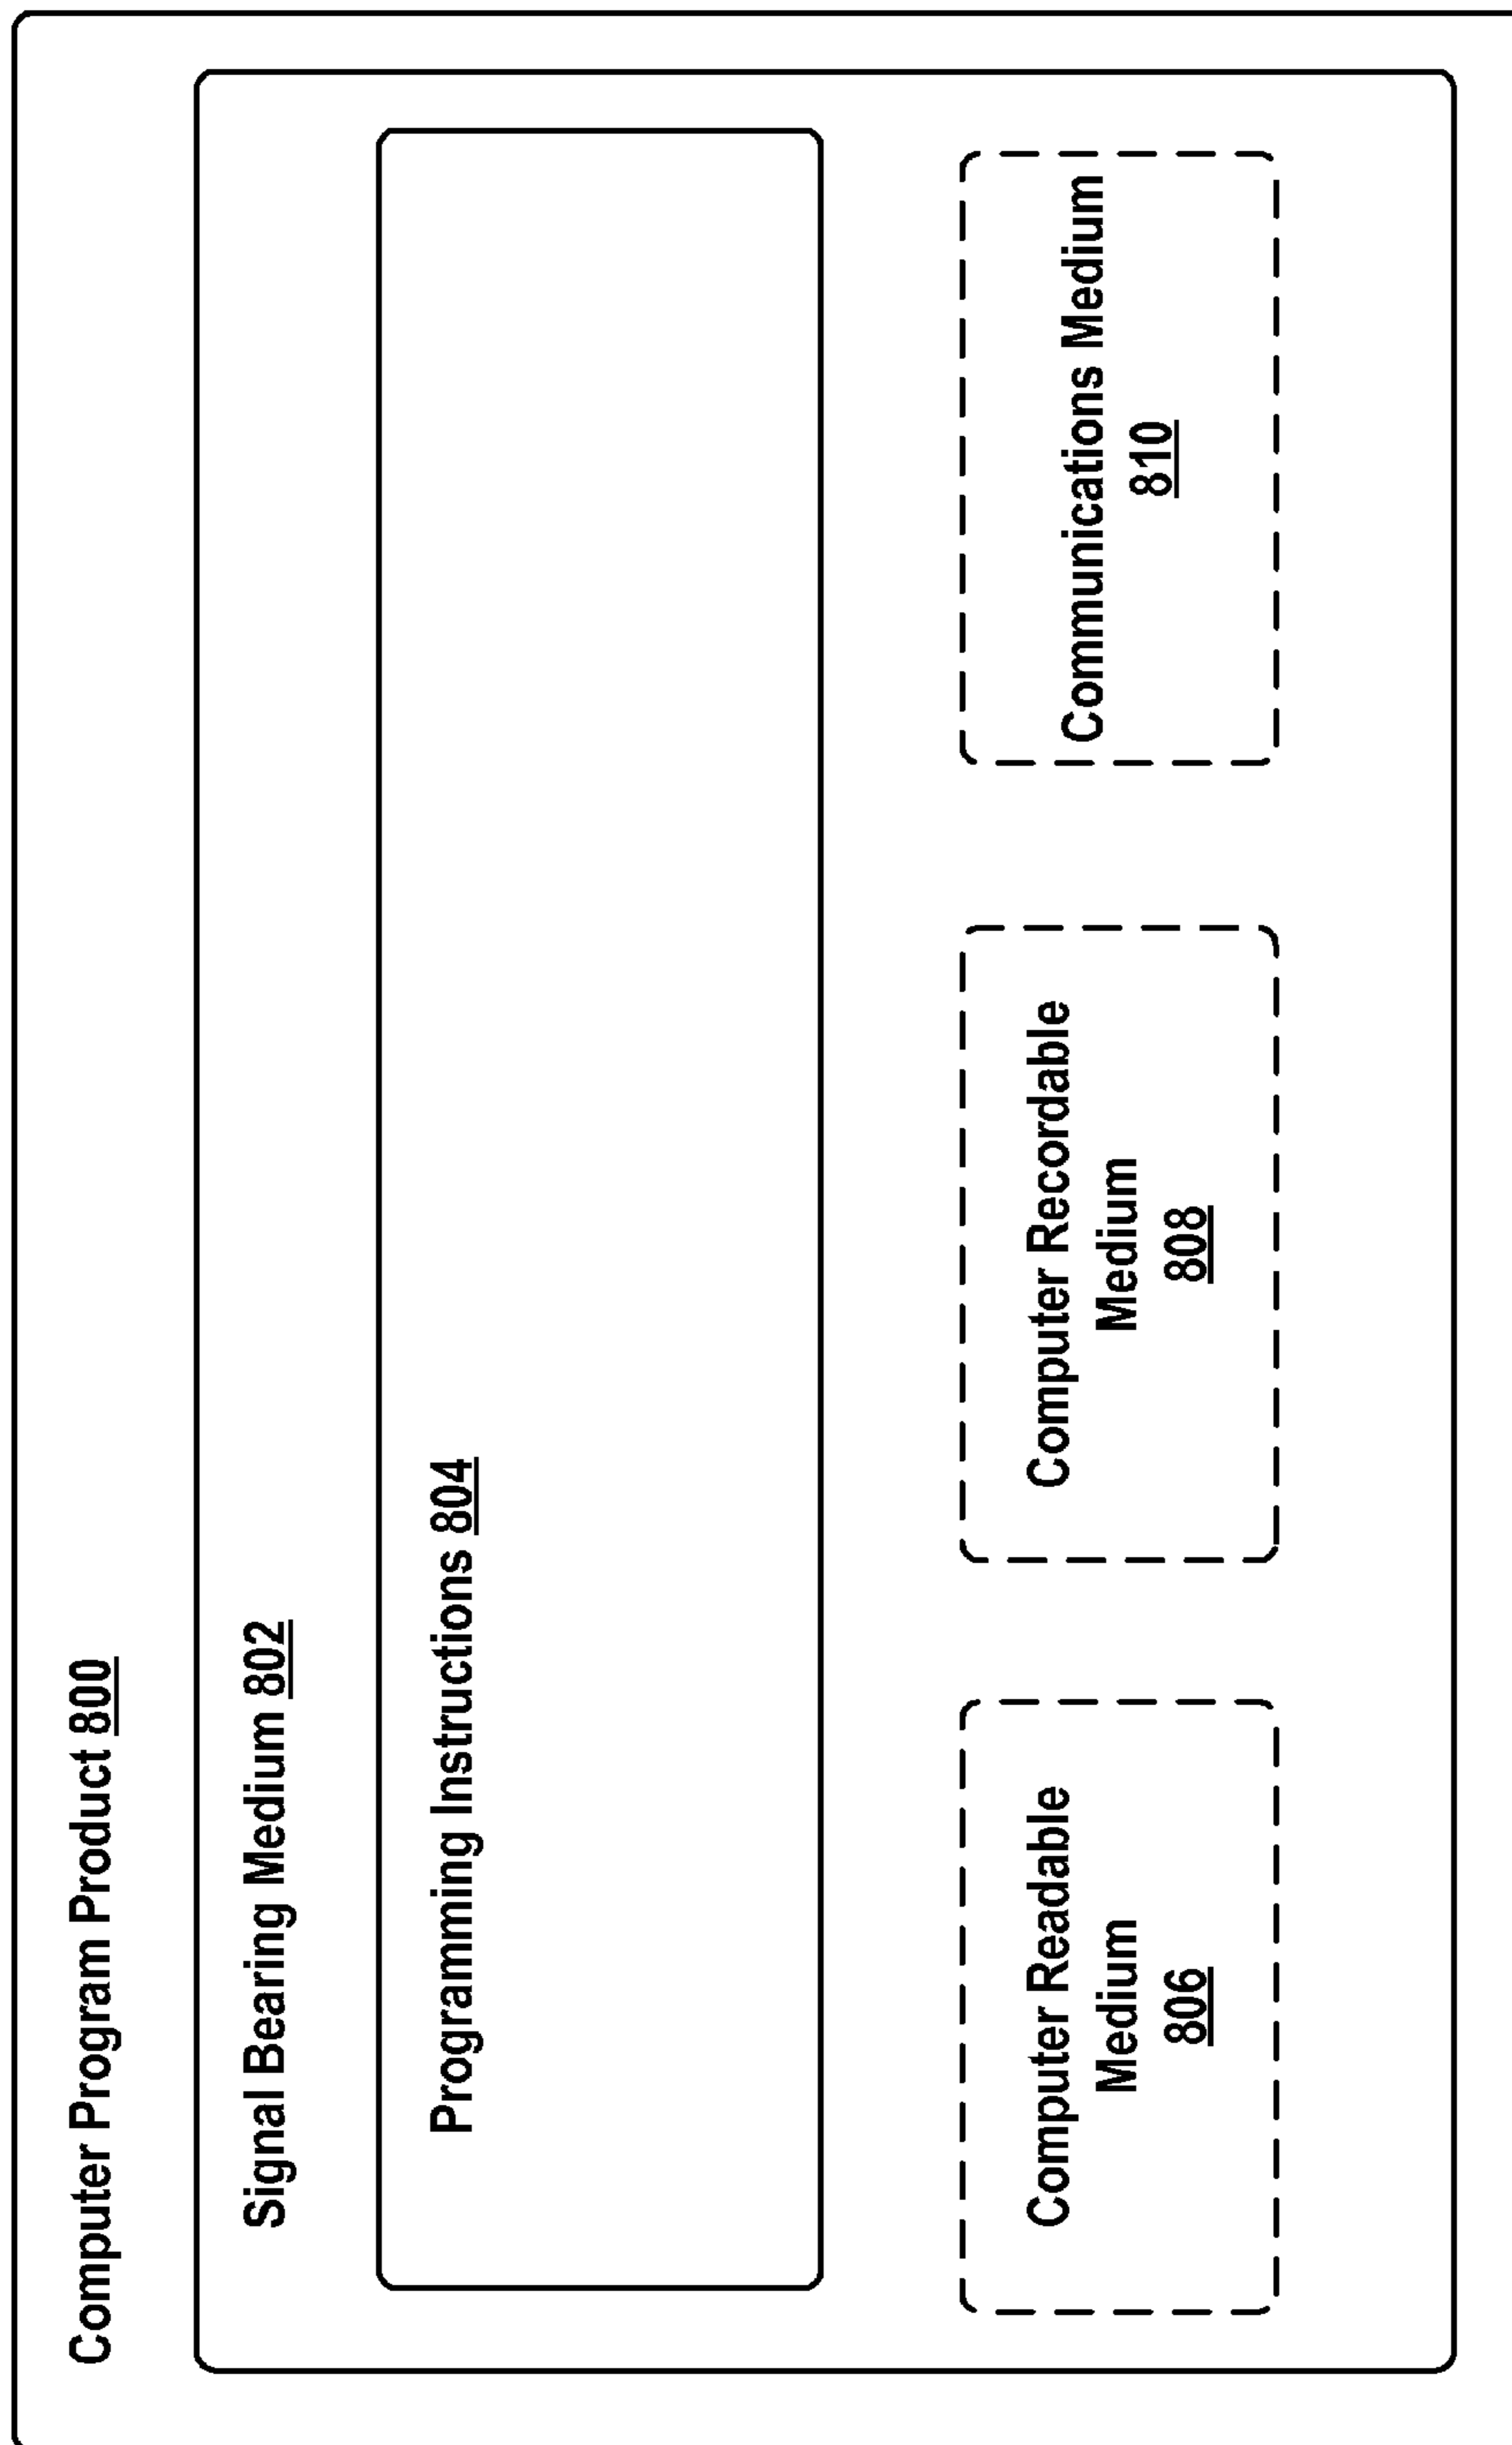 Computer Program Product 800
Signal Bearing Medium 802
Programming Instructions 804
Computer Readable
Medium
806
Computer Recordable
Medium
808
Communications Medium
810